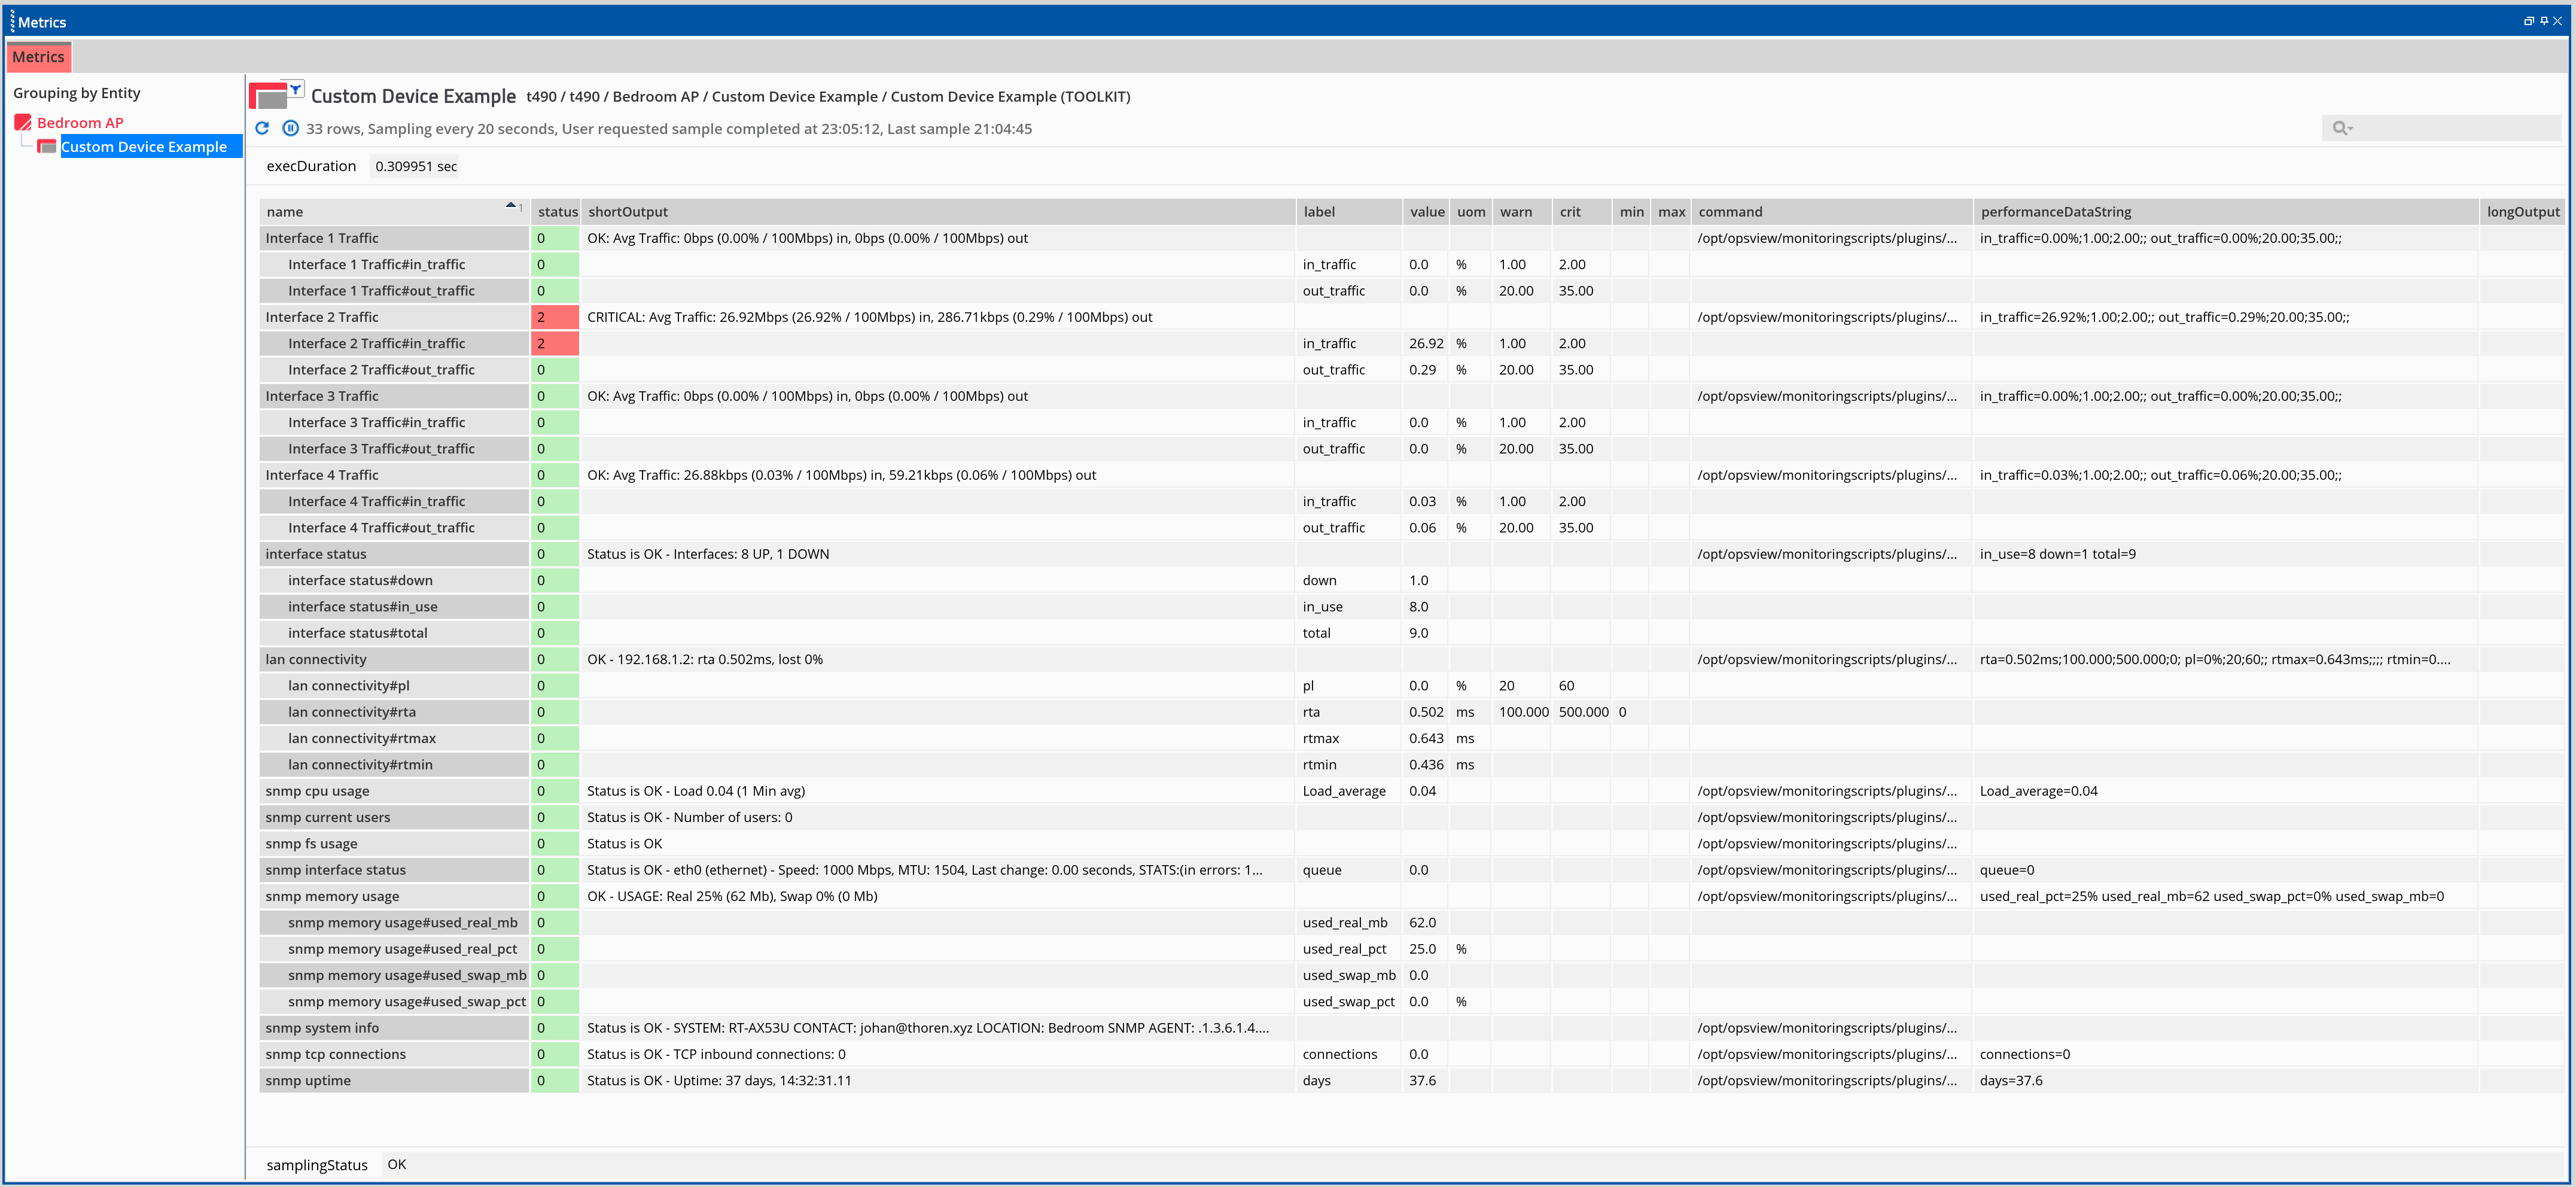 Metrics
Metrics
Grouping by Entity
Bedroom AP
Custom Device Example
Custom Device Example t490 / t490 / Bedroom AP / Custom Device Example / Custom Device Example (TOOLKIT)
33 rows, Sampling every 20 seconds, User requested sample completed at 23:05:12, Last sample 21:04:45
execDuration 0.309951 sec
name 1 status shortOutput label value uom warn crit min max command performanceDataString longOutput
Interface 1 Traffic 0 OK: Avg Traffic: 0bps (0.00% / 100Mbps) in, 0bps (0.00% / 100Mbps) out /opt/opsview/monitoringscripts/plugins/... in_traffic=0.00%;1.00;2.00;; out_traffic=0.00%;20.00;35.00;;
Interface 1 Traffic#in_traffic 0 in_traffic 0.0 % 1.00 2.00
Interface 1 Traffic#out_traffic 0 out_traffic 0.0 % 20.00 35.00
Interface 2 Traffic 2 CRITICAL: Avg Traffic: 26.92Mbps (26.92% / 100Mbps) in, 286.71kbps (0.29% / 100Mbps) out /opt/opsview/monitoringscripts/plugins/... in_traffic=26.92%;1.00;2.00;; out_traffic=0.29%;20.00;35.00;;
Interface 2 Traffic#in_traffic 2 in_traffic 26.92 % 1.00 2.00
Interface 2 Traffic#out_traffic 0 out_traffic 0.29 % 20.00 35.00
Interface 3 Traffic 0 OK: Avg Traffic: 0bps (0.00% / 100Mbps) in, 0bps (0.00% / 100Mbps) out /opt/opsview/monitoringscripts/plugins/... in_traffic=0.00%;1.00;2.00;; out_traffic=0.00%;20.00;35.00;;
Interface 3 Traffic#in_traffic 0 in_traffic 0.0 % 1.00 2.00
Interface 3 Traffic#out_traffic 0 out_traffic 0.0 % 20.00 35.00
Interface 4 Traffic 0 OK: Avg Traffic: 26.88kbps (0.03% / 100Mbps) in, 59.21kbps (0.06% / 100Mbps) out /opt/opsview/monitoringscripts/plugins/... in_traffic=0.03%;1.00;2.00;; out_traffic=0.06%;20.00;35.00;;
Interface 4 Traffic#in_traffic 0 in_traffic 0.03 % 1.00 2.00
Interface 4 Traffic#out_traffic 0 out_traffic 0.06 % 20.00 35.00
interface status 0 Status is OK - Interfaces: 8 UP, 1 DOWN /opt/opsview/monitoringscripts/plugins/... in_use=8 down=1 total=9
interface status#down 0 down 1.0
interface status#in_use 0 in_use 8.0
interface status#total 0 total 9.0
lan connectivity 0 OK - 192.168.1.2: rta 0.502ms, lost 0% /opt/opsview/monitoringscripts/plugins/... rta=0.502ms;100.000;500.000;0; pl=0%;20;60;; rtmax=0.643ms;;;; rtmin=0....
lan connectivity#pl 0 pl 0.0 % 20 60
lan connectivity#rta 0 rta 0.502 ms 100.000 500.000 0
lan connectivity#rtmax 0 rtmax 0.643 ms
lan connectivity#rtmin 0 rtmin 0.436 ms
snmp cpu usage 0 Status is OK - Load 0.04 (1 Min avg) Load_average 0.04 /opt/opsview/monitoringscripts/plugins/... Load_average=0.04
snmp current users 0 Status is OK - Number of users: 0 /opt/opsview/monitoringscripts/plugins/...
snmp fs usage 0 Status is OK /opt/opsview/monitoringscripts/plugins/...
snmp interface status 0 Status is OK - eth0 (ethernet) - Speed: 1000 Mbps, MTU: 1504, Last change: 0.00 seconds, STATS:(in errors: 1... queue 0.0 /opt/opsview/monitoringscripts/plugins/... queue=0
snmp memory usage 0 OK - USAGE: Real 25% (62 Mb), Swap 0% (0 Mb) /opt/opsview/monitoringscripts/plugins/... used_real_pct=25% used_real_mb=62 used_swap_pct=0% used_swap_mb=0
snmp memory usage#used_real_mb 0 used_real_mb 62.0
snmp memory usage#used_real_pct 0 used_real_pct 25.0 %
snmp memory usage#used_swap_mb 0 used_swap_mb 0.0
snmp memory usage#used_swap_pct 0 used_swap_pct 0.0 %
snmp system info 0 Status is OK - SYSTEM: RT-AX53U CONTACT: johan@thoren.xyz LOCATION: Bedroom SNMP AGENT: .1.3.6.1.4.... /opt/opsview/monitoringscripts/plugins/...
snmp tcp connections 0 Status is OK - TCP inbound connections: 0 connections 0.0 /opt/opsview/monitoringscripts/plugins/... connections=0
snmp uptime 0 Status is OK - Uptime: 37 days, 14:32:31.11 days 37.6 /opt/opsview/monitoringscripts/plugins/... days=37.6
samplingStatus OK